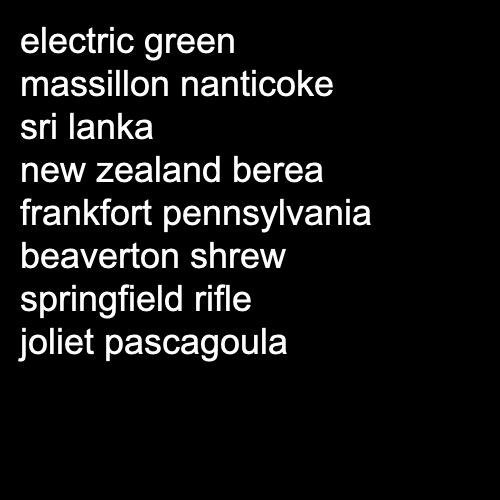 electric green
massillon nanticoke
sri lanka
new zealand berea
frankfort pennsylvania
beaverton shrew
springfield rifle
joliet pascagoula